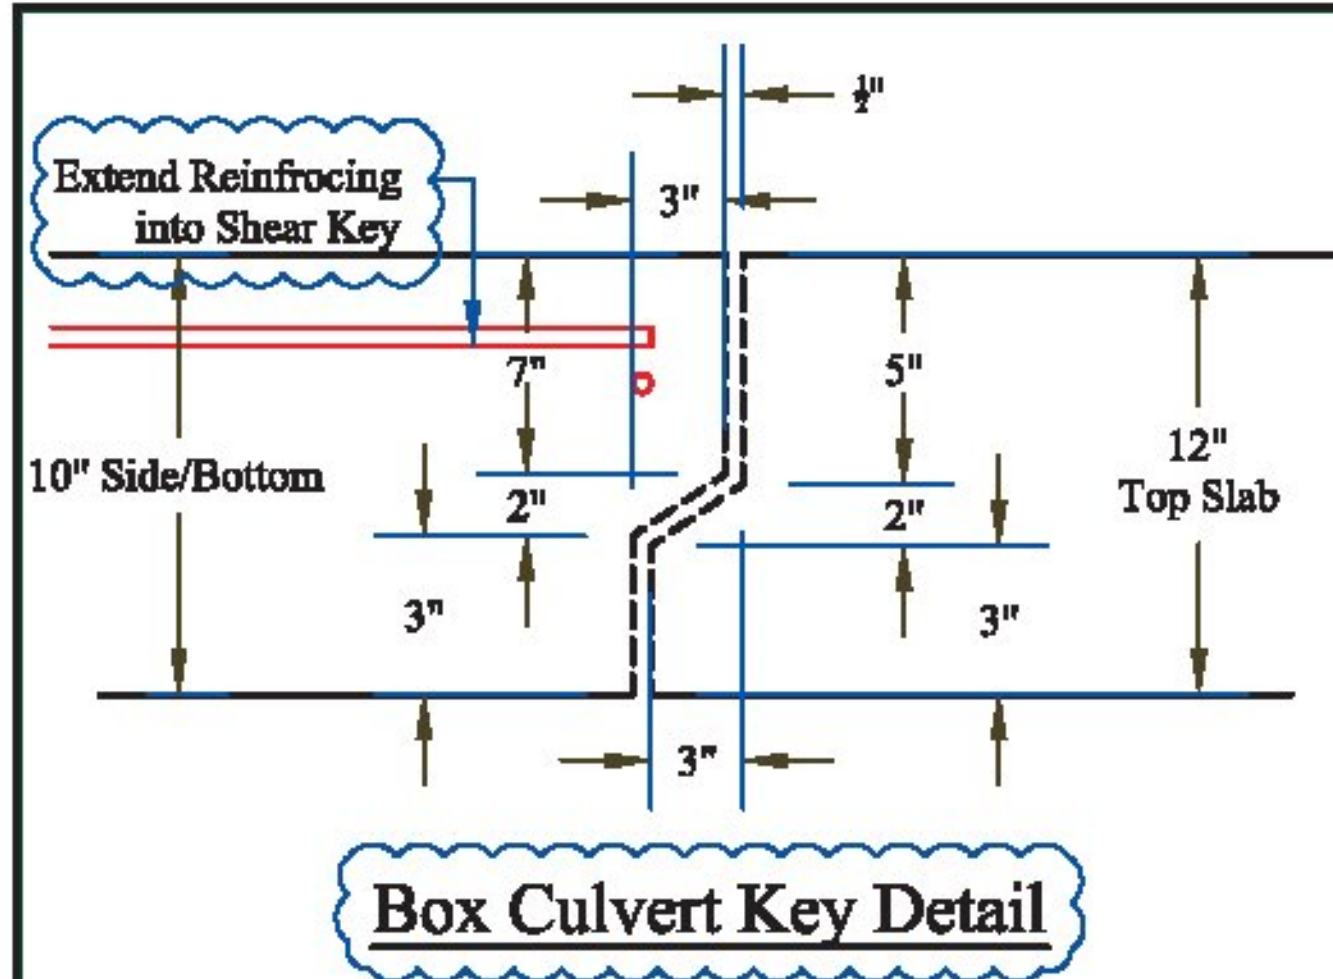 ½"
Extend Reinfrocing
into Shear Key
3"
7"
5"
10" Side/Bottom
12"
Top Slab
2"
2"
3"
3"
3"
Box Culvert Key Detail